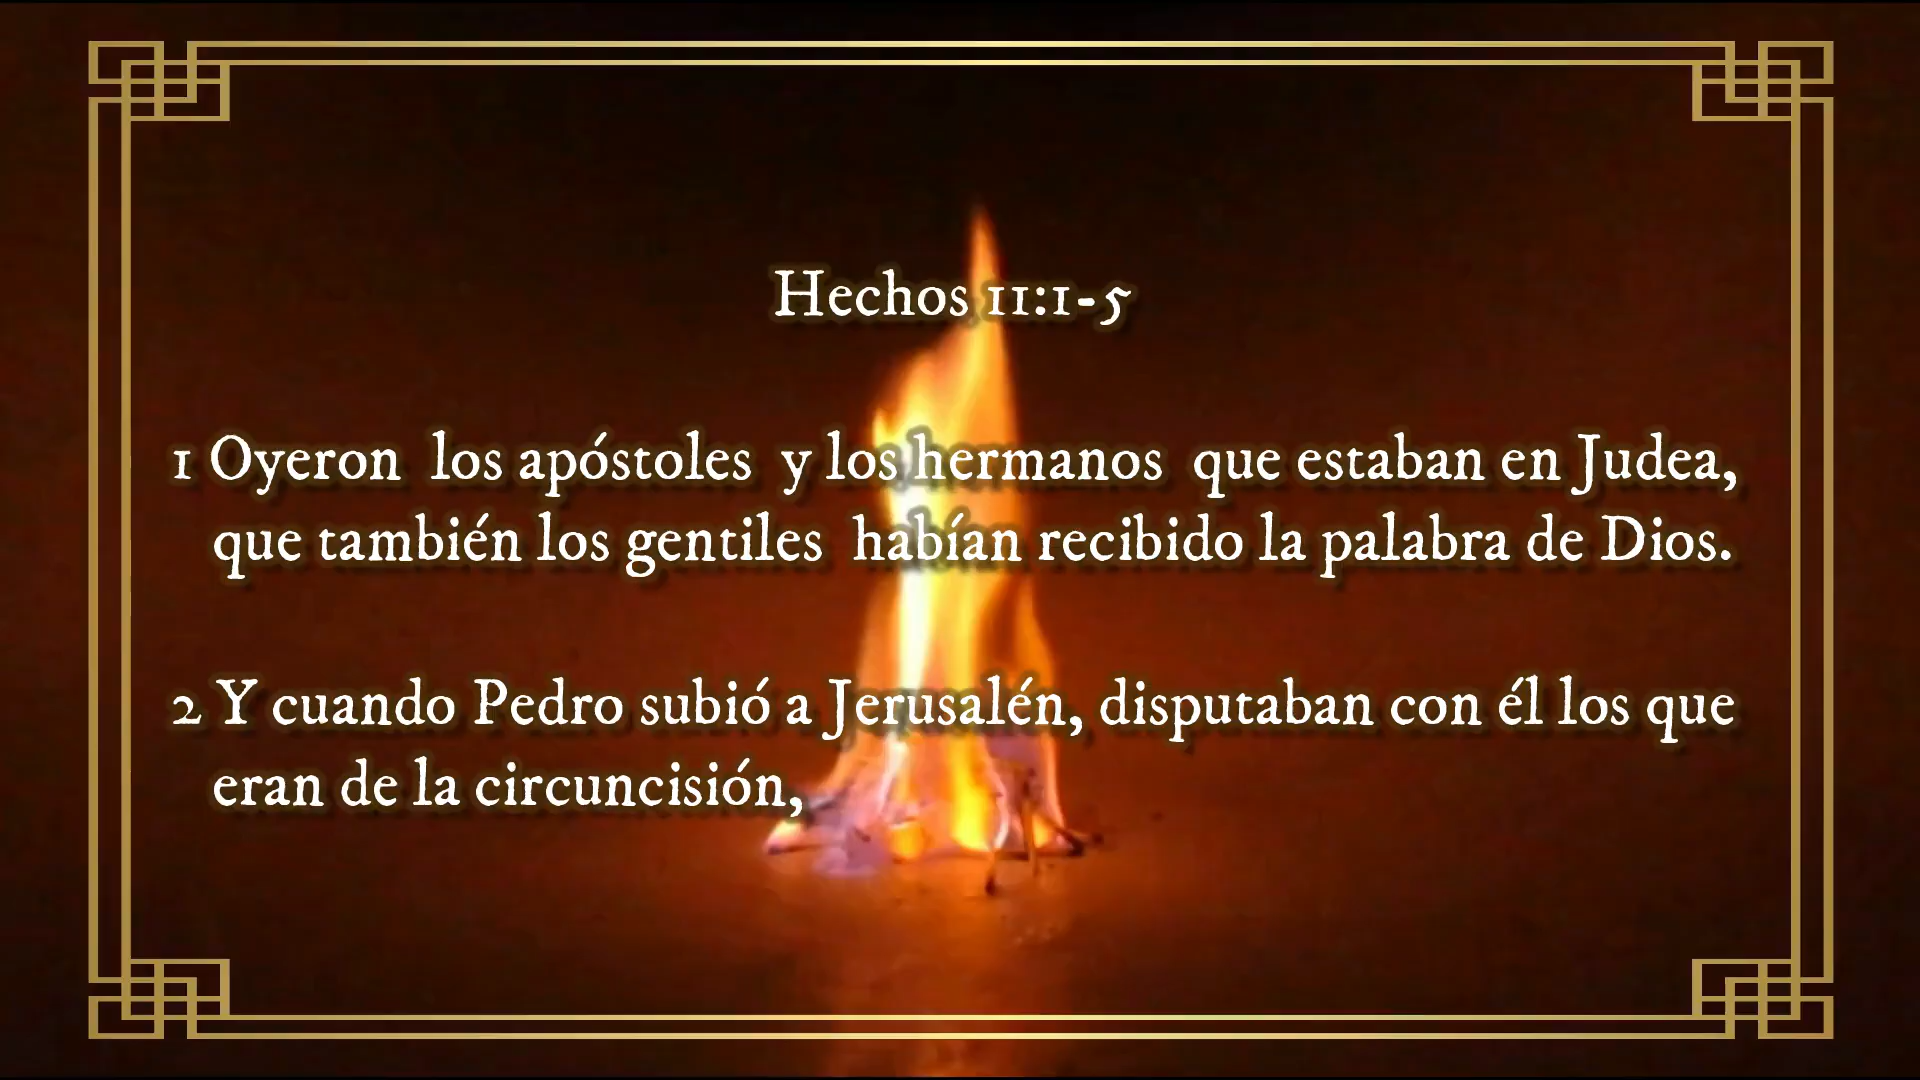 Hechos 11:1-5
1 Oyeron los apóstoles y los hermanos que estaban en Judea,
que también los gentiles habían recibido la palabra de Dios.
2 Y cuando Pedro subió a Jerusalén, disputaban con él los que
eran de la circuncisión,